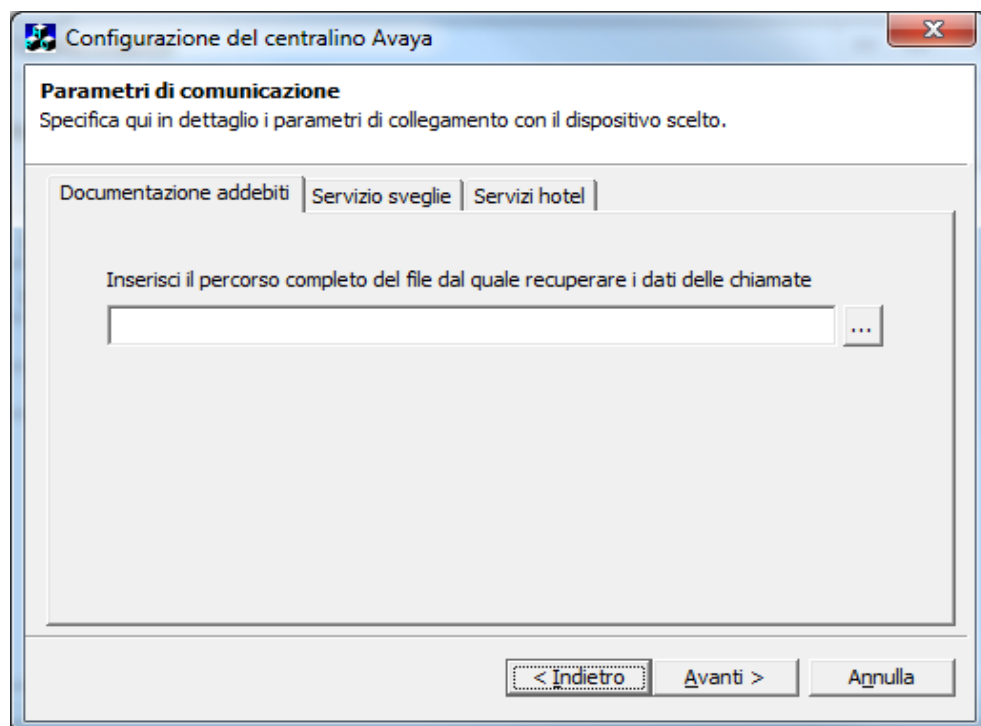 Configurazione del centralino Avaya
Parametri di comunicazione
Specifica qui in dettaglio i parametri di collegamento con il dispositivo scelto.
Documentazione addebiti Servizio sveglie Servizi hotel
Inserisci il percorso completo del file dal quale recuperare i dati delle chiamate
...
< Indietro Avanti > Annulla